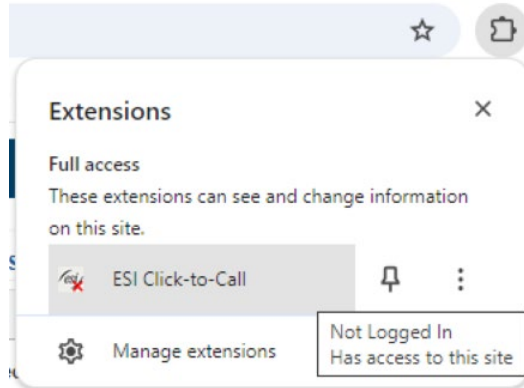 Extensions
Full access
These extensions can see and change information
on this site.
esi ESI Click-to-Call
Manage extensions
Not Logged In
Has access to this site